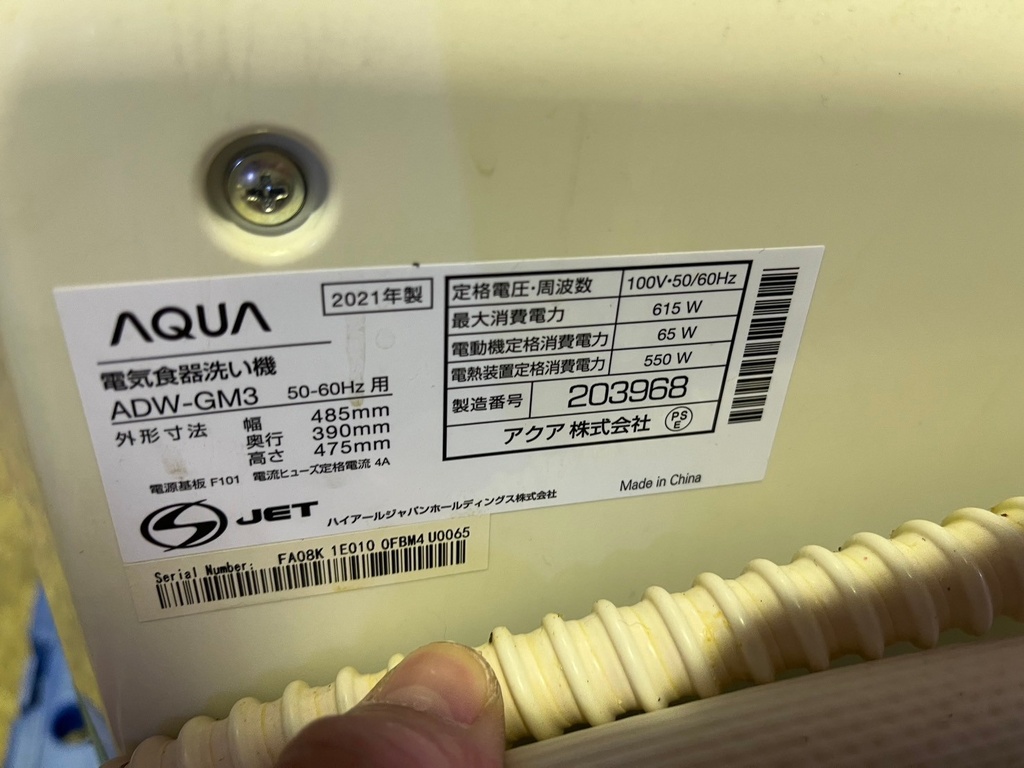 AQUA
2021年製
電気食器洗い機
ADW-GM3 50-60Hz 用
外形寸法 幅 485mm
奥行 390mm
高さ 475mm
電源基板 F101 電流ヒューズ定格電流 4A
JET ハイアールジャパンホールディングス株式会社
定格電圧・周波数 100V・50/60Hz
最大消費電力 615 W
電動機定格消費電力 65 W
電熱装置定格消費電力 550 W
製造番号 203968
アクア 株式会社 PSE
Made in China
Serial Number: FA08K 1E010 0FBM4 U0065